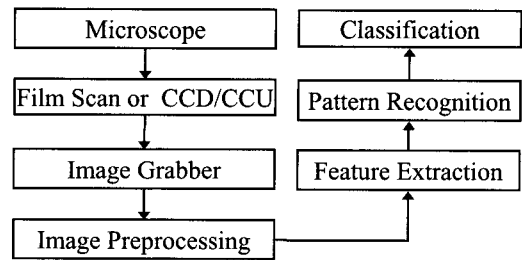 Microscope
Film Scan or CCD/CCU
Image Grabber
Image Preprocessing
Feature Extraction
Pattern Recognition
Classification